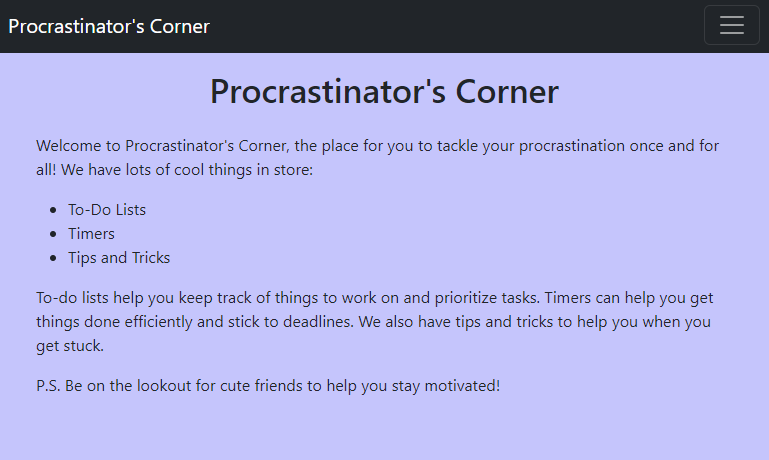 Procrastinator's Corner
Procrastinator's Corner
Welcome to Procrastinator's Corner, the place for you to tackle your procrastination once and for
all! We have lots of cool things in store:
To-Do Lists
Timers
Tips and Tricks
To-do lists help you keep track of things to work on and prioritize tasks. Timers can help you get
things done efficiently and stick to deadlines. We also have tips and tricks to help you when you
get stuck.
P.S. Be on the lookout for cute friends to help you stay motivated!